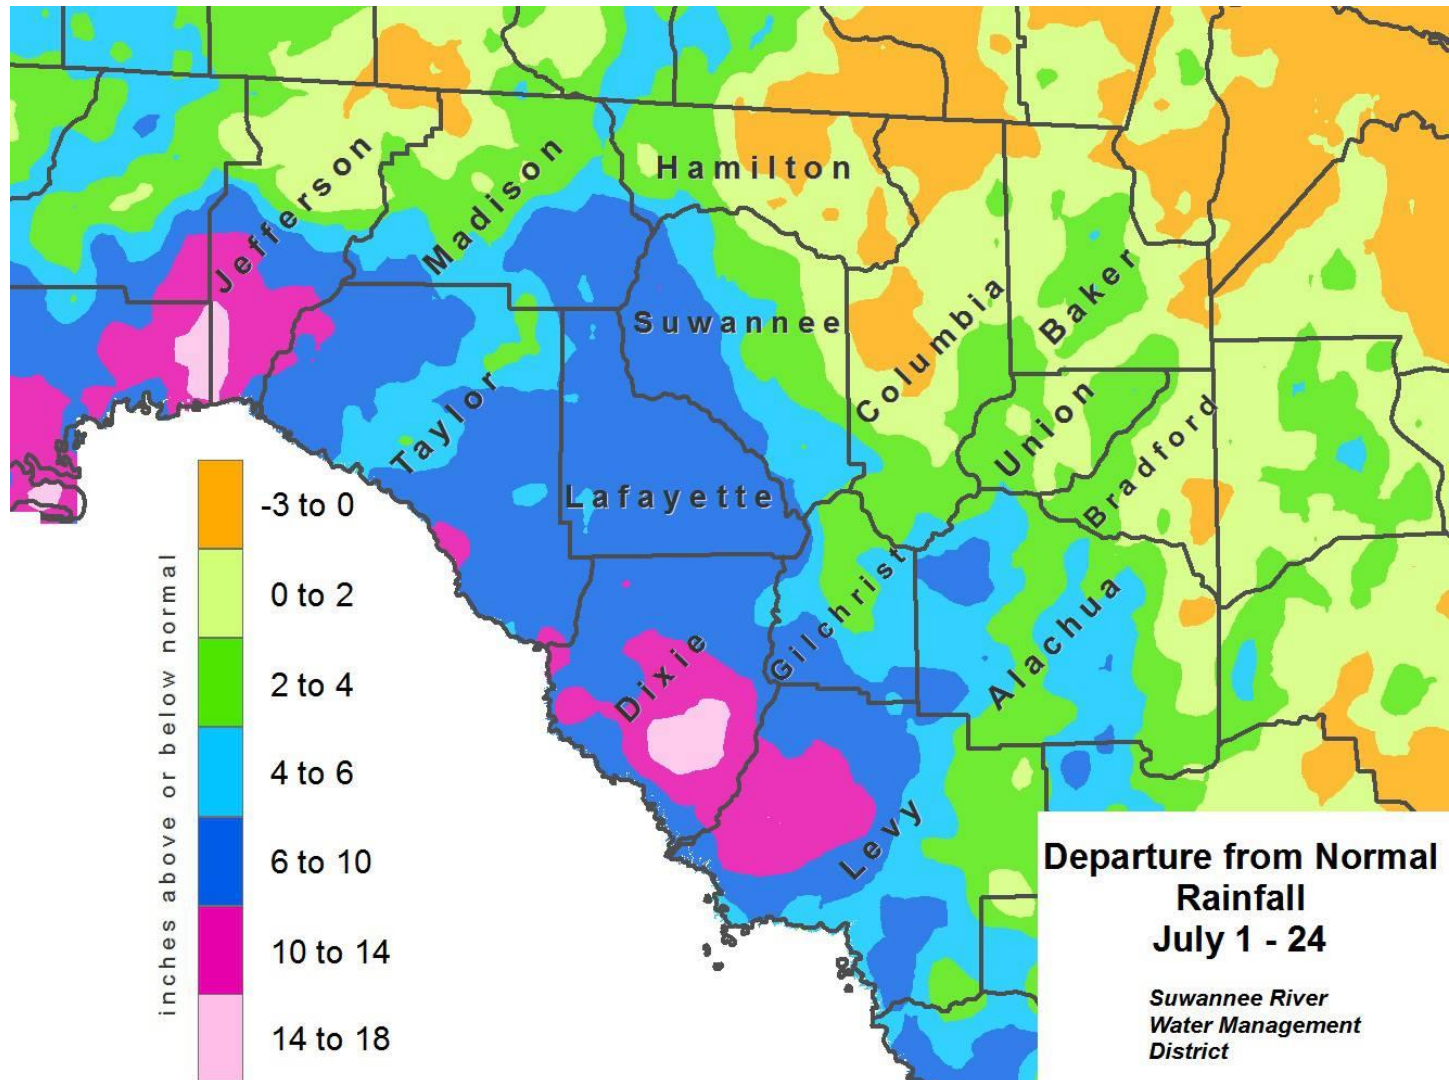 Hamilton
Jefferson
Madison
Suwannee
Columbia
Baker
Taylor
Union
Bradford
Lafayette
Gilchrist
Alachua
Dixie
Levy
inches above or below normal
-3 to 0
0 to 2
2 to 4
4 to 6
6 to 10
10 to 14
14 to 18
Departure from Normal
Rainfall
July 1 - 24
Suwannee River
Water Management
District